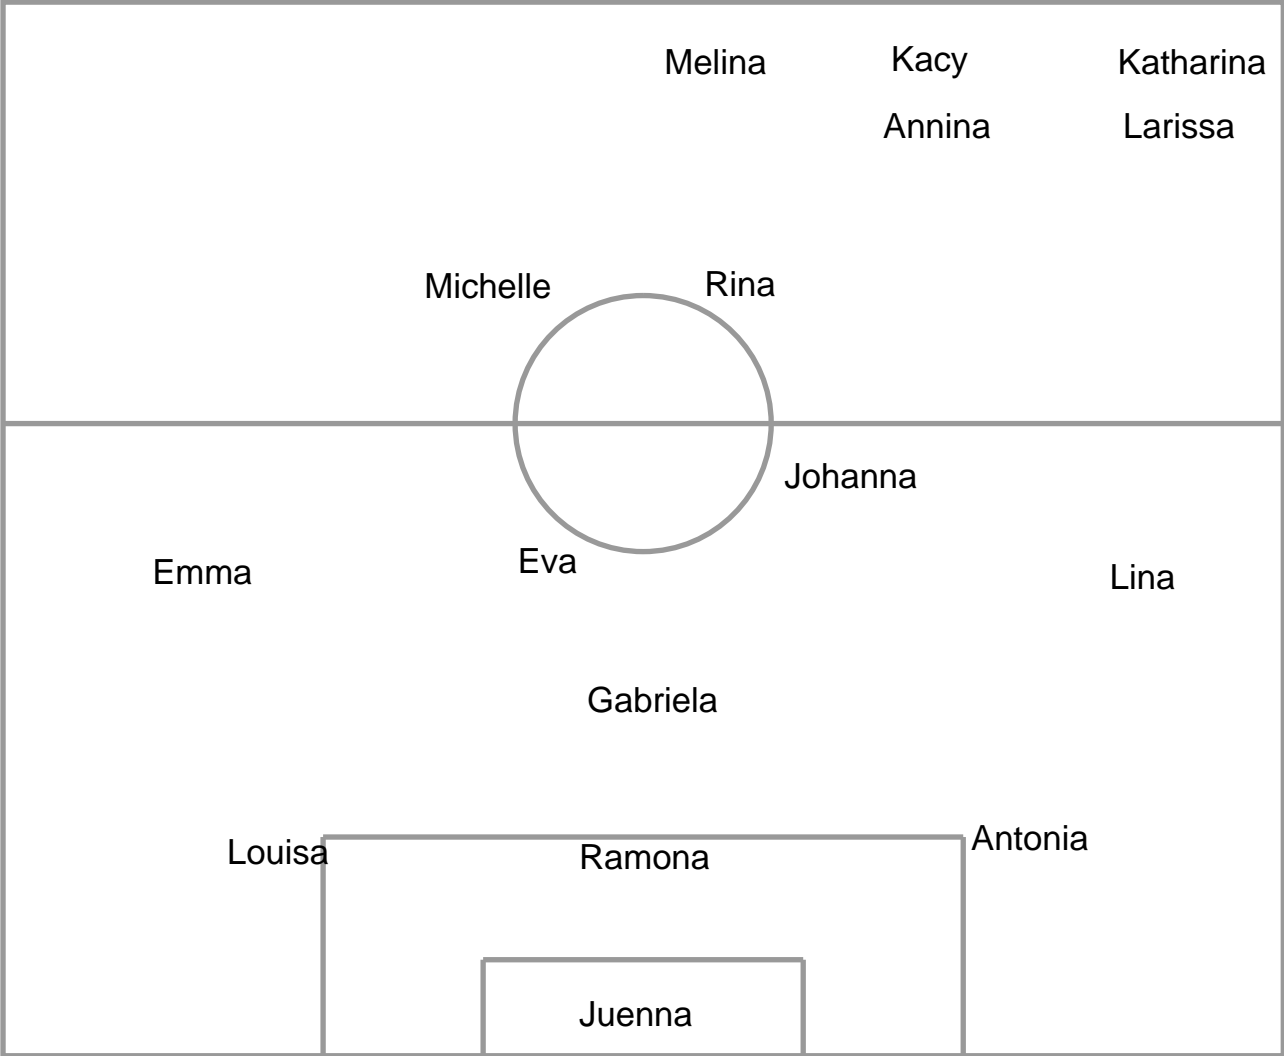 Melina Kacy Katharina
Annina Larissa
Michelle Rina
Johanna
Emma Eva Lina
Gabriela
Louisa Ramona Antonia
Juenna